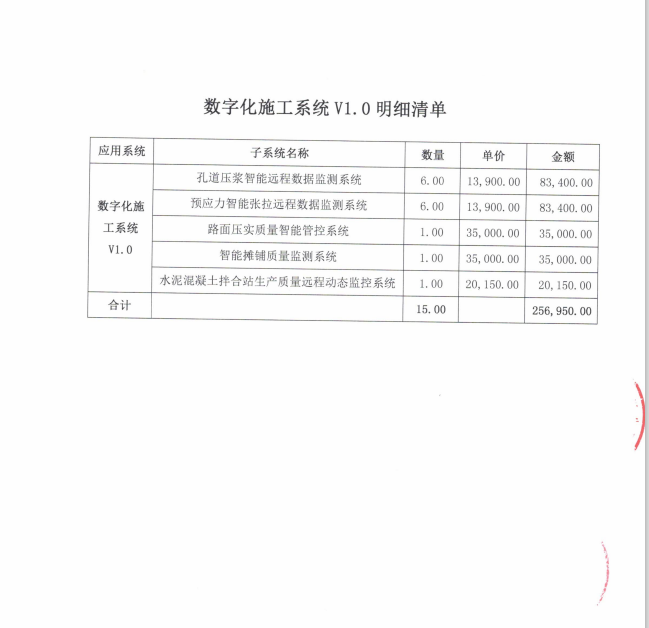 数字化施工系统 V1.0 明细清单
应用系统 子系统名称 数量 单价 金额
数字化施工系统 V1.0
孔道压浆智能远程数据监测系统 6.00 13,900.00 83,400.00
预应力智能张拉远程数据监测系统 6.00 13,900.00 83,400.00
路面压实质量智能管控系统 1.00 35,000.00 35,000.00
智能摊铺质量监测系统 1.00 35,000.00 35,000.00
水泥混凝土拌合站生产质量远程动态监控系统 1.00 20,150.00 20,150.00
合计 15.00 256,950.00